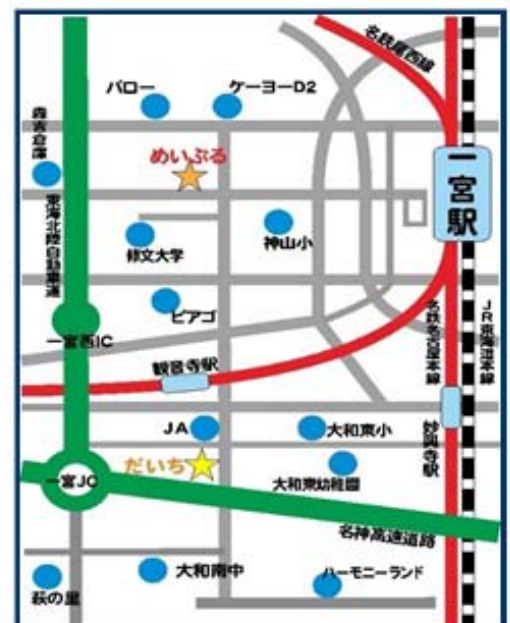 名鉄尾西線
バロー
ケーヨーD2
森吉倉庫
めいぷる
一宮駅
東海北陸自動車道
修文大学
神山小
ピアゴ
一宮西IC
名鉄名古屋本線
JR東海道本線
観音寺駅
JA
大和東小
妙興寺駅
だいち
一宮JC
大和東幼稚園
名神高速道路
大和南中
ハーモニーランド
萩の里